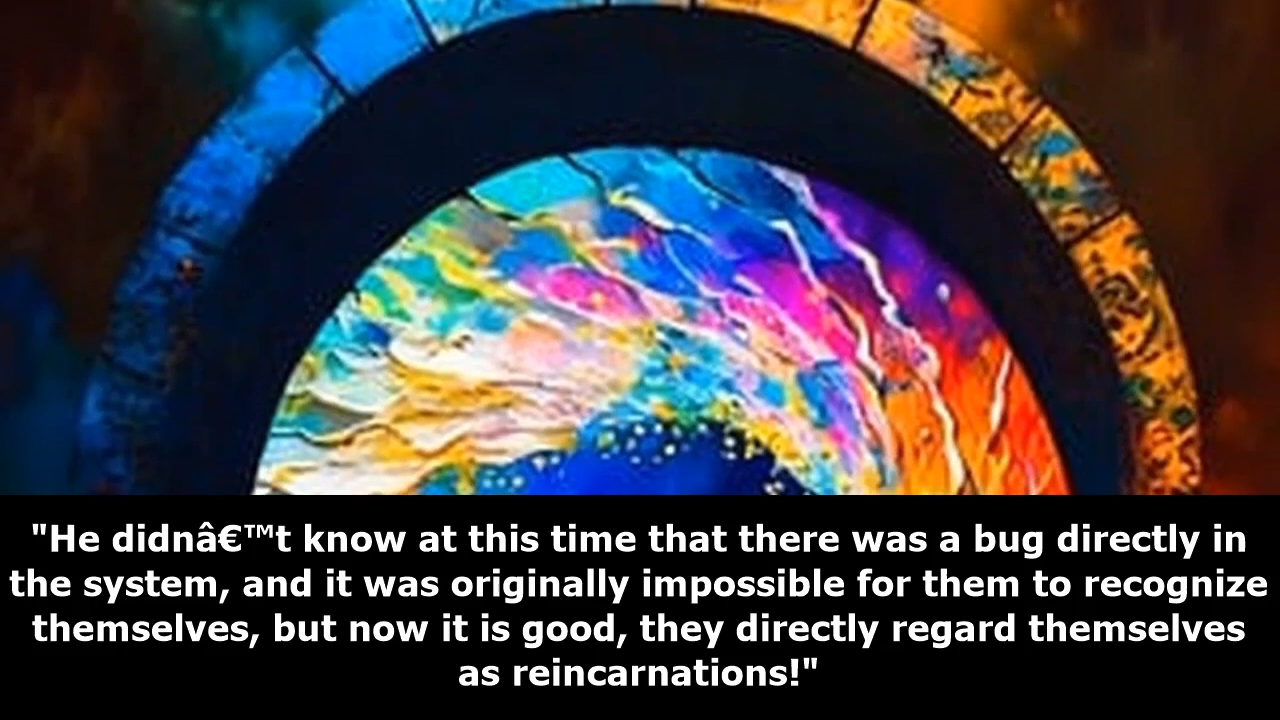 "He didnâ€™t know at this time that there was a bug directly in
the system, and it was originally impossible for them to recognize
themselves, but now it is good, they directly regard themselves
as reincarnations!"